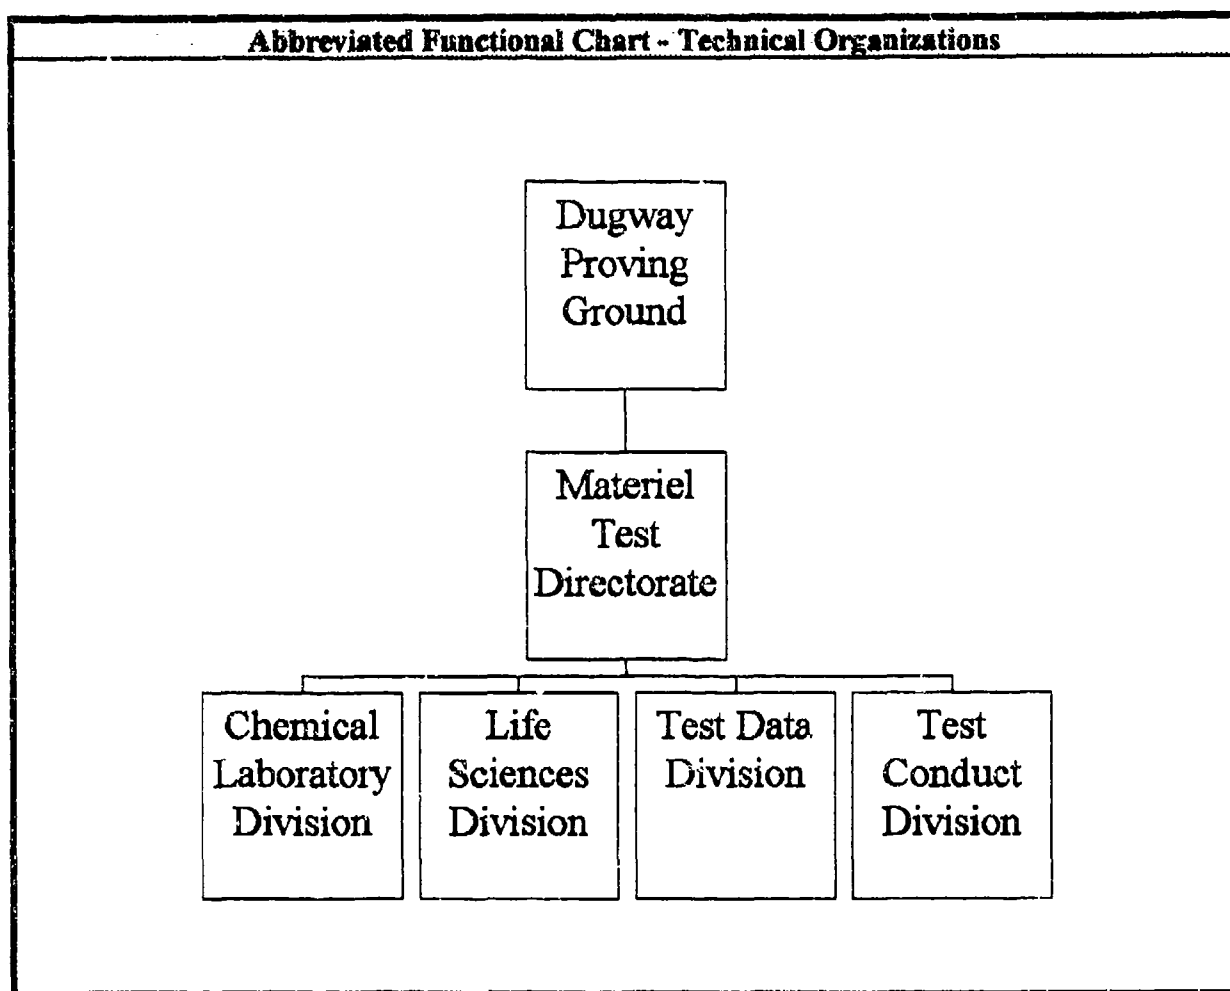 Abbreviated Functional Chart - Technical Organizations
Dugway
Proving
Ground
Materiel
Test
Directorate
Chemical
Laboratory
Division
Life
Sciences
Division
Test Data
Division
Test
Conduct
Division